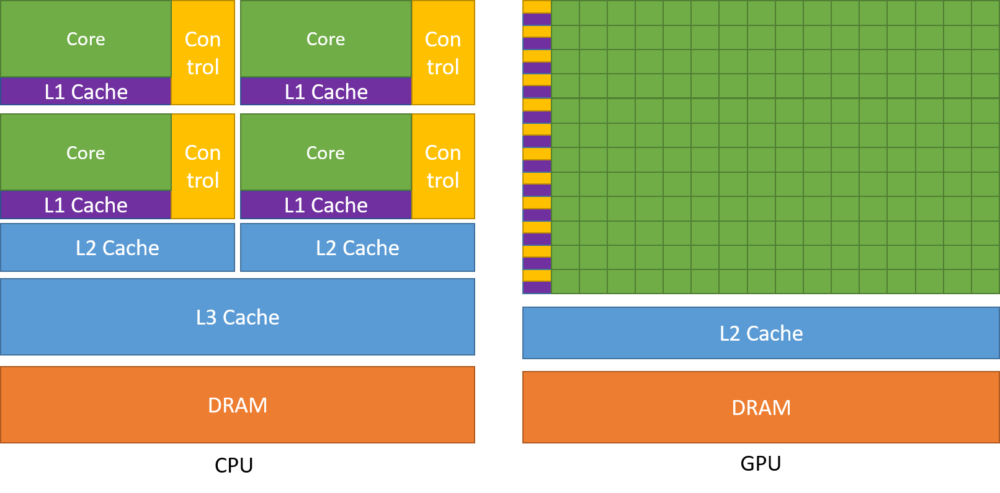 Core
Con
trol
L1 Cache
Core
Con
trol
L1 Cache
Core
Con
trol
L1 Cache
Core
Con
trol
L1 Cache
L2 Cache
L2 Cache
L3 Cache
DRAM
CPU
L2 Cache
DRAM
GPU